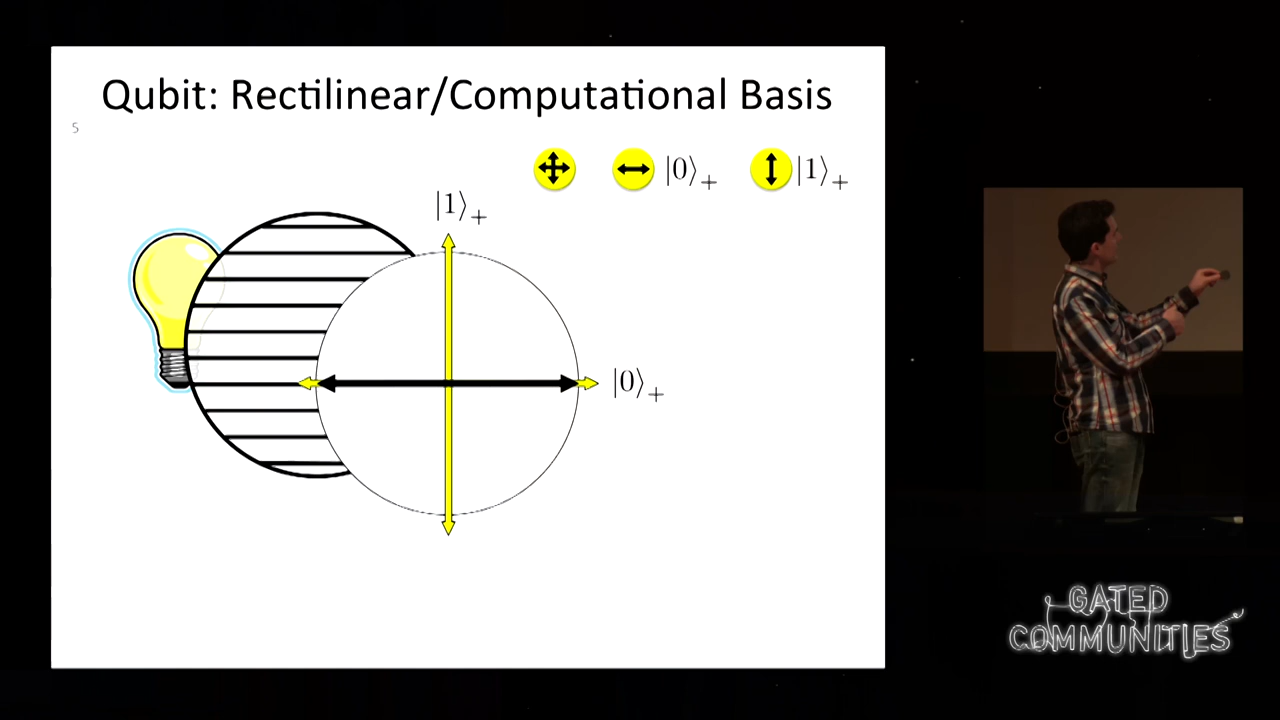 Qubit: Rectilinear/Computational Basis
5
|0⟩₊ |1⟩₊
|1⟩₊
|0⟩₊
GATED
COMMUNITIES